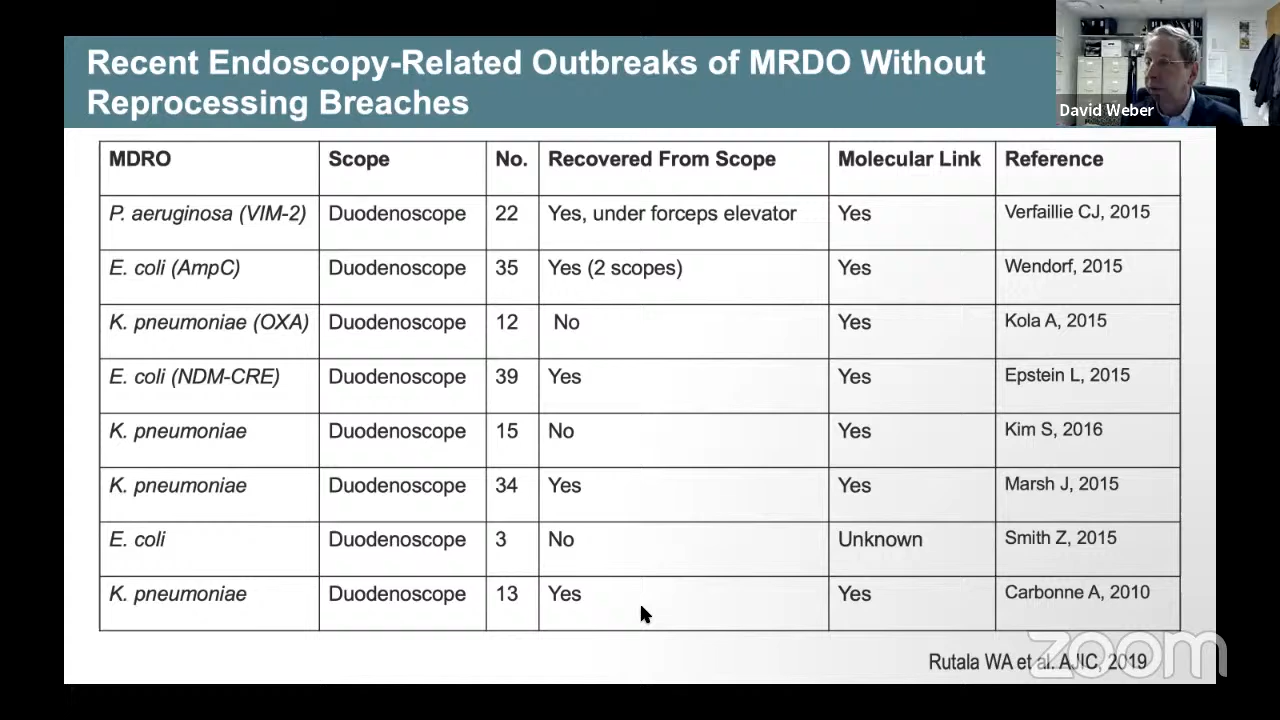 Recent Endoscopy-Related Outbreaks of MRDO Without
Reprocessing Breaches
David Weber
MDRO Scope No. Recovered From Scope Molecular Link Reference
P. aeruginosa (VIM-2) Duodenoscope 22 Yes, under forceps elevator Yes Verfaillie CJ, 2015
E. coli (AmpC) Duodenoscope 35 Yes (2 scopes) Yes Wendorf, 2015
K. pneumoniae (OXA) Duodenoscope 12 No Yes Kola A, 2015
E. coli (NDM-CRE) Duodenoscope 39 Yes Yes Epstein L, 2015
K. pneumoniae Duodenoscope 15 No Yes Kim S, 2016
K. pneumoniae Duodenoscope 34 Yes Yes Marsh J, 2015
E. coli Duodenoscope 3 No Unknown Smith Z, 2015
K. pneumoniae Duodenoscope 13 Yes Yes Carbonne A, 2010
Rutala WA et al. AJIC, 2019
zoom